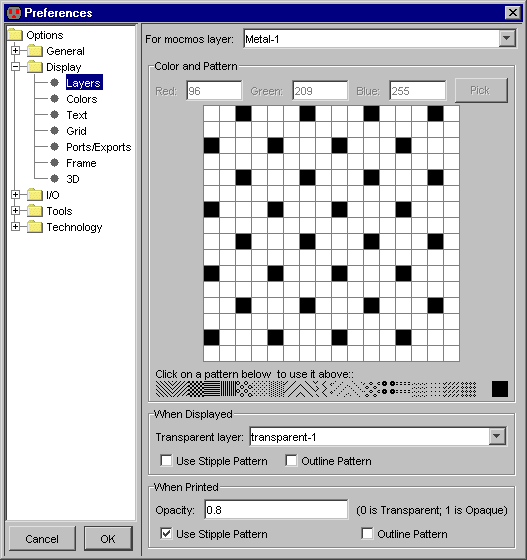 Preferences
Options
General
Display
Layers
Colors
Text
Grid
Ports/Exports
Frame
3D
I/O
Tools
Technology
Cancel
OK
For mocmos layer: Metal-1
Color and Pattern
Red: 96 Green: 209 Blue: 255 Pick
Click on a pattern below to use it above::
When Displayed
Transparent layer: transparent-1
Use Stipple Pattern Outline Pattern
When Printed
Opacity: 0.8 (0 is Transparent; 1 is Opaque)
Use Stipple Pattern Outline Pattern